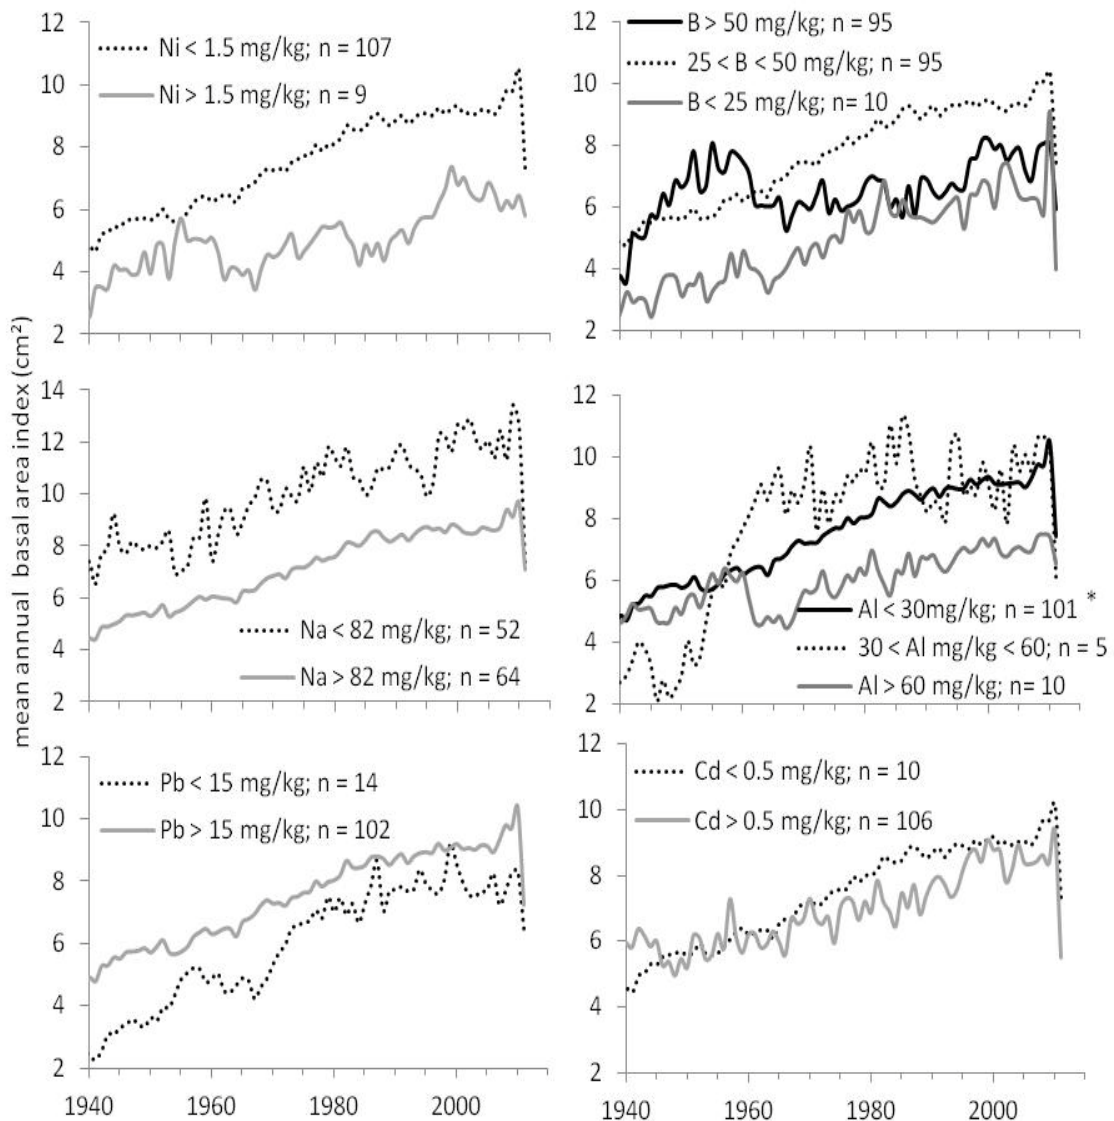 mean annual basal area index (cm²)
12
10
8
6
4
2
Ni < 1.5 mg/kg; n = 107
Ni > 1.5 mg/kg; n = 9
12
10
8
6
4
2
B > 50 mg/kg, n = 95
25 < B < 50 mg/kg; n = 95
B < 25 mg/kg; n= 10
14
12
10
8
6
4
2
Na < 82 mg/kg; n = 52
Na > 82 mg/kg; n = 64
12
10
8
6
4
2
Al < 30mg/kg; n = 101 *
30 < Al mg/kg < 60; n = 5
Al > 60 mg/kg; n= 10
12
10
8
6
4
2
Pb < 15 mg/kg; n = 14
Pb > 15 mg/kg; n = 102
1940 1960 1980 2000
12
10
8
6
4
2
Cd < 0.5 mg/kg; n = 10
Cd > 0.5 mg/kg; n = 106
1940 1960 1980 2000